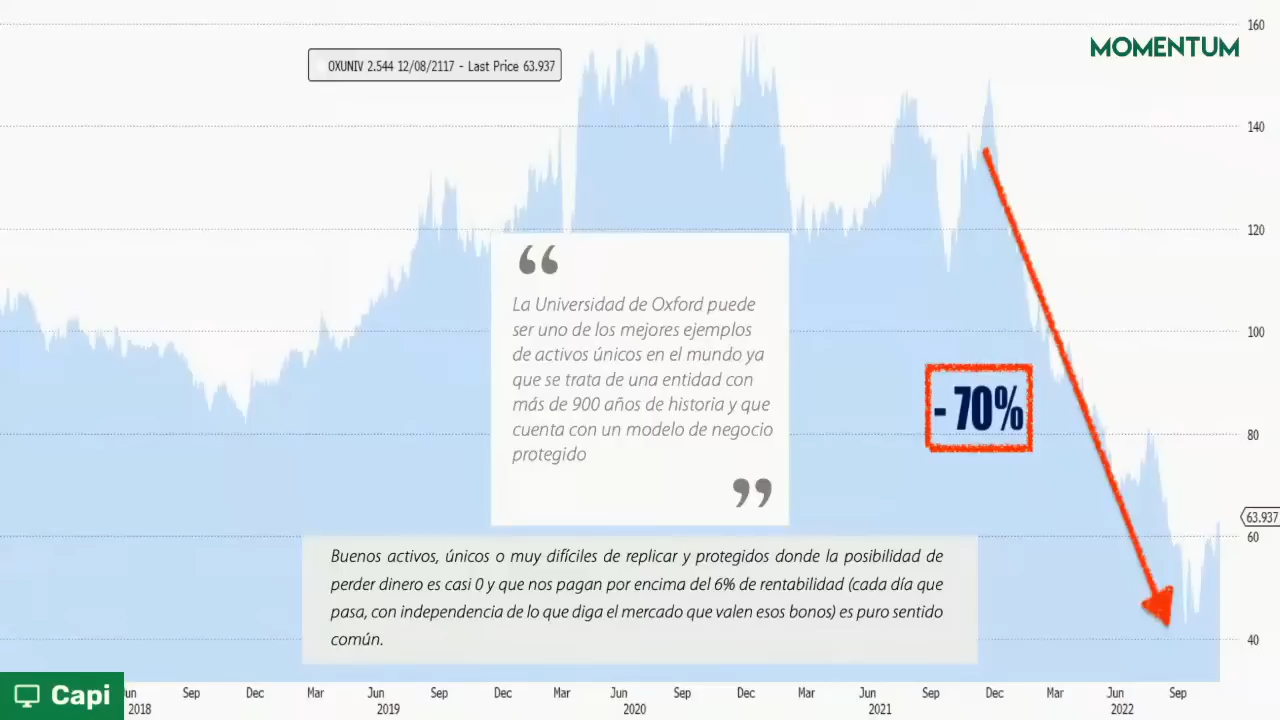 160
MOMENTUM
OXUNIV 2.544 12/08/2117 - Last Price 63.937
140
120
“
La Universidad de Oxford puede
ser uno de los mejores ejemplos
de activos únicos en el mundo ya
que se trata de una entidad con
más de 900 años de historia y que
cuenta con un modelo de negocio
protegido
”
100
- 70%
80
63.937
60
Buenos activos, únicos o muy difíciles de replicar y protegidos donde la posibilidad de
perder dinero es casi 0 y que nos pagan por encima del 6% de rentabilidad (cada día que
pasa, con independencia de lo que diga el mercado que valen esos bonos) es puro sentido
común.
40
Capi
un Sep Dec Mar Jun Sep Dec Mar Jun Sep Dec Mar Jun Sep Dec Mar Jun Sep
2018 2019 2020 2021 2022